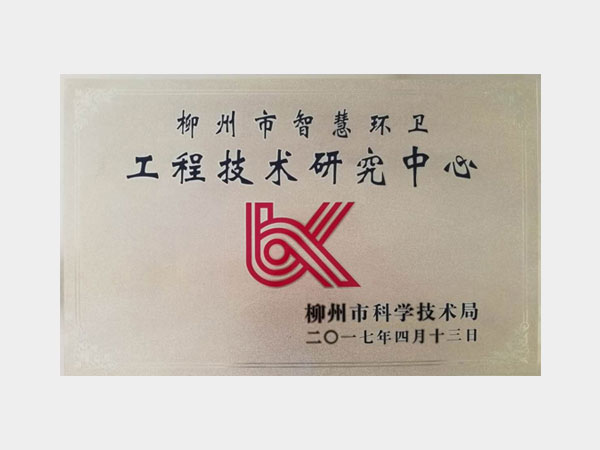 柳州市智慧环卫
工程技术研究中心
柳州市科学技术局
二〇一七年四月十三日